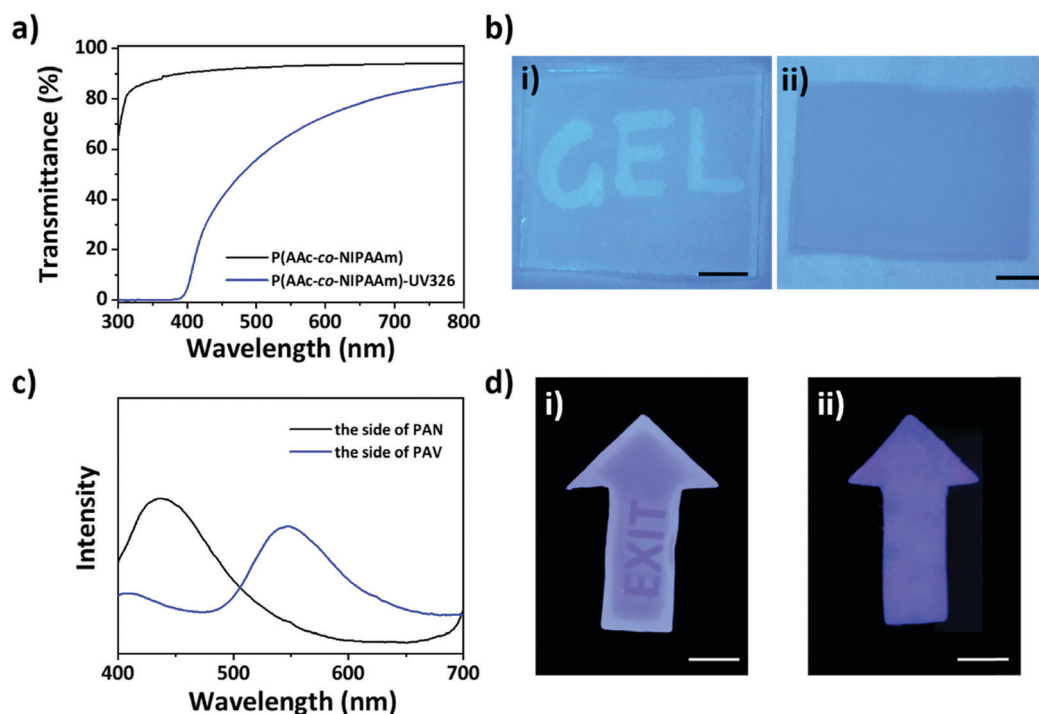 a)
100
80
60
40
20
0
Transmittance (%)
P(AAc-co-NIPAAm)
P(AAc-co-NIPAAm)-UV326
300 400 500 600 700 800
Wavelength (nm)
b)
i)
GEL
ii)
c)
Intensity
the side of PAN
the side of PAV
400 500 600 700
Wavelength (nm)
d)
i)
EXIT
ii)